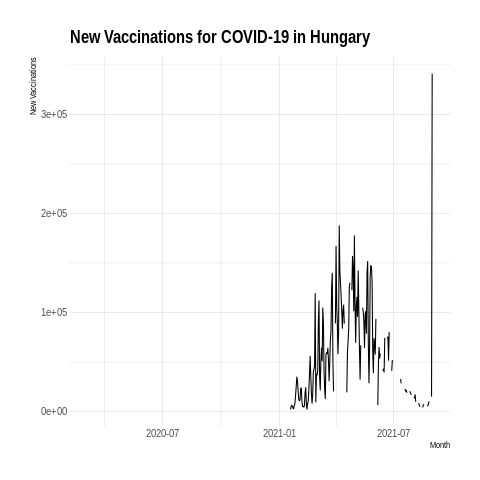 New Vaccinations for COVID-19 in Hungary
New Vaccinations
3e+05
2e+05
1e+05
0e+00
2020-07
2021-01
2021-07
Month